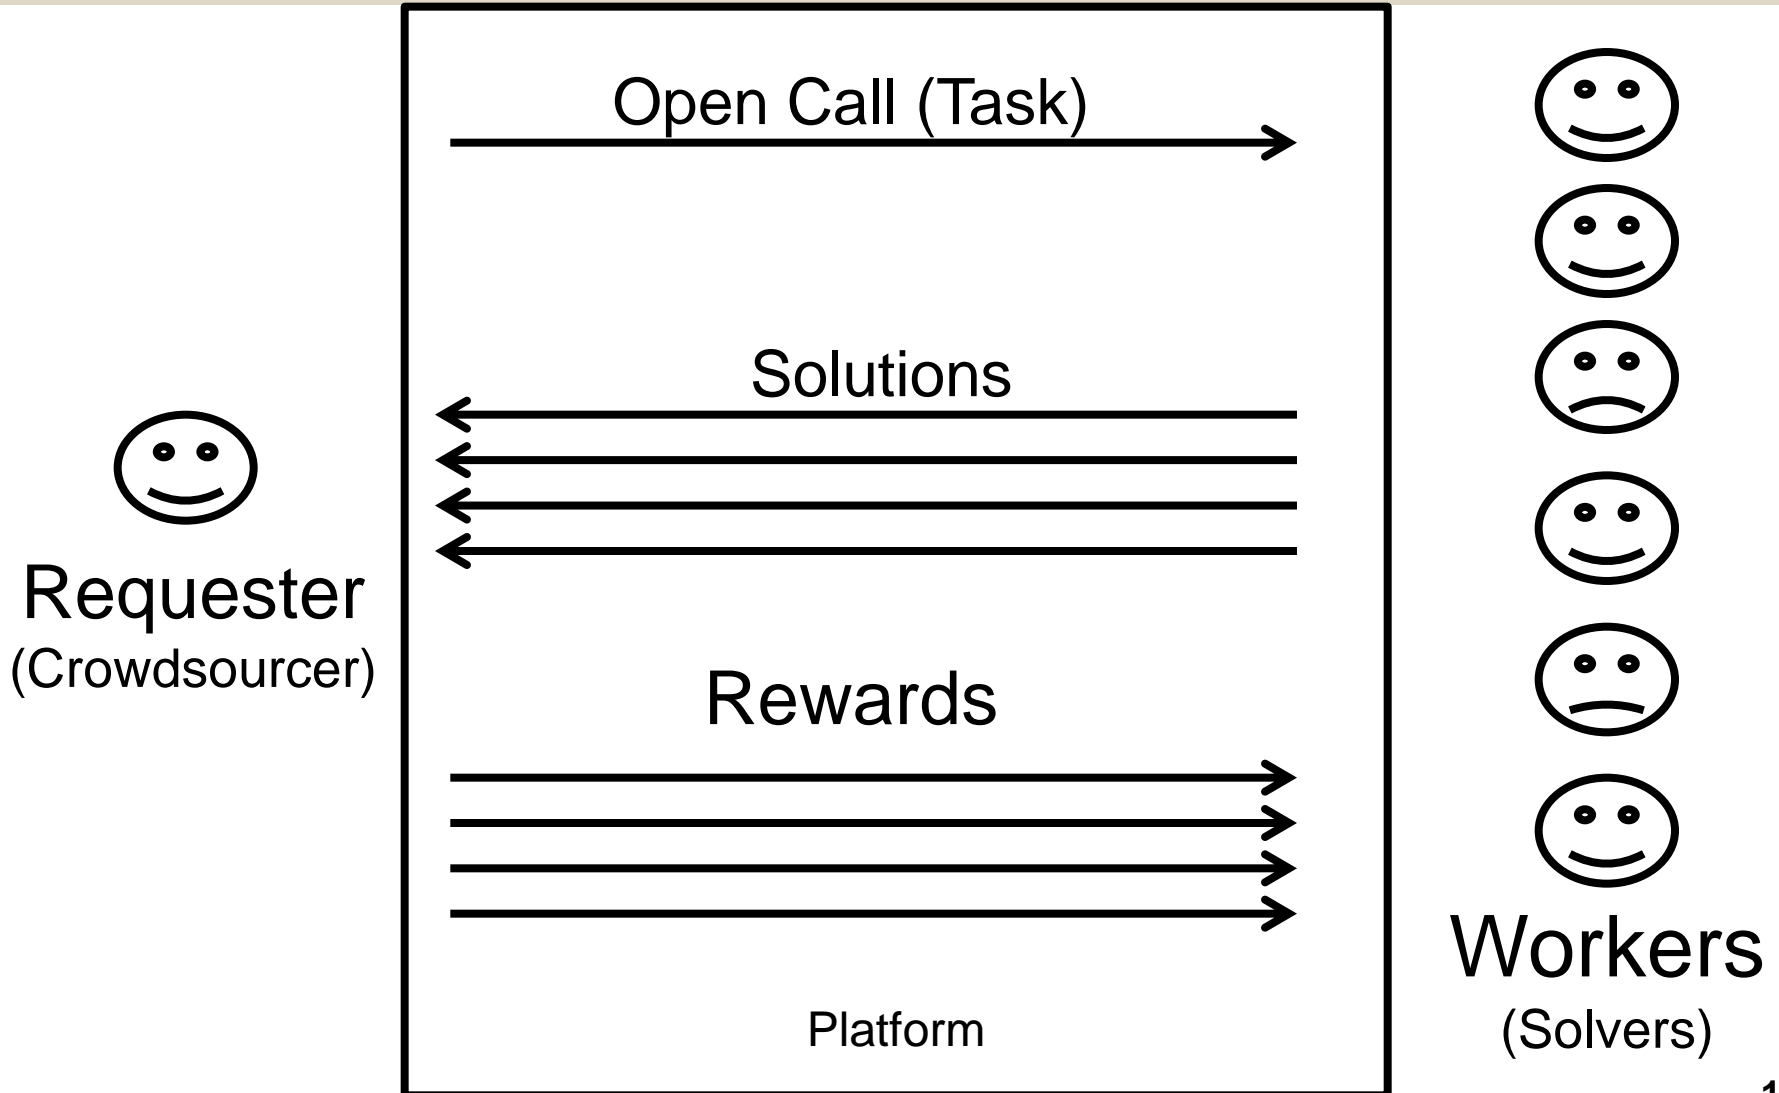 Open Call (Task)
Solutions
Requester
(Crowdsourcer)
Rewards
Workers
(Solvers)
Platform